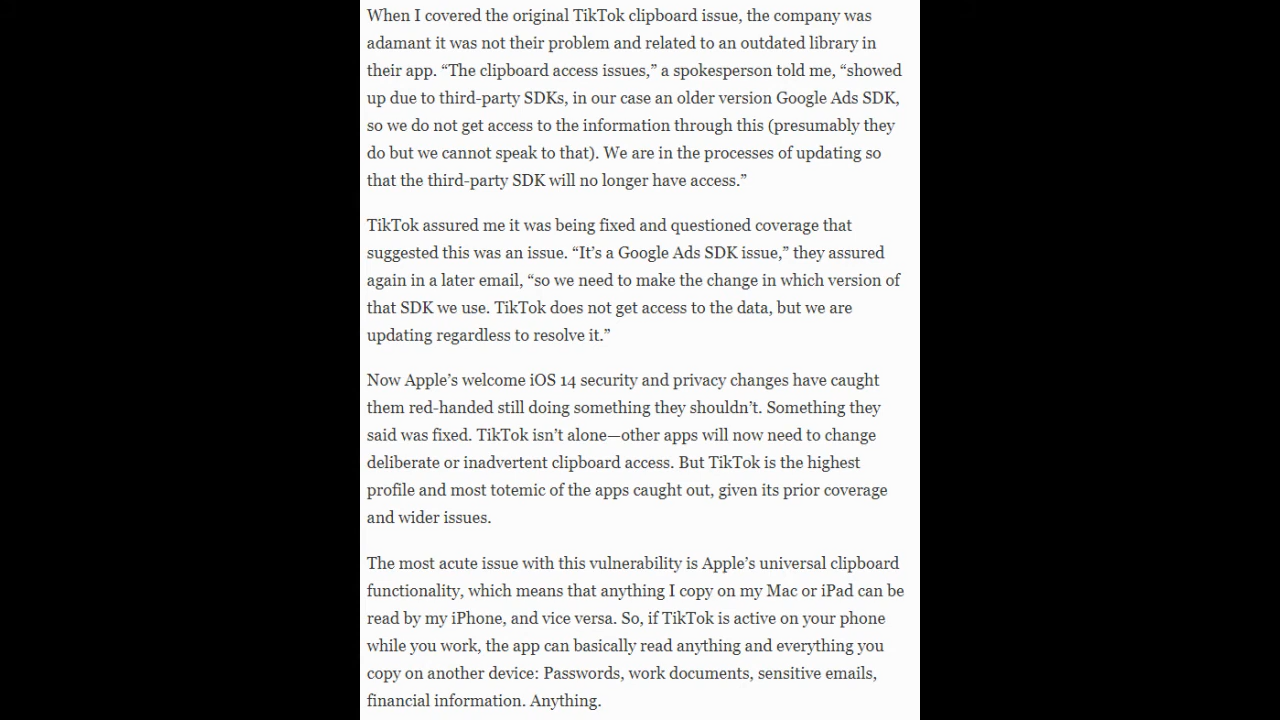 When I covered the original TikTok clipboard issue, the company was
adamant it was not their problem and related to an outdated library in
their app. “The clipboard access issues,” a spokesperson told me, “showed
up due to third-party SDKs, in our case an older version Google Ads SDK,
so we do not get access to the information through this (presumably they
do but we cannot speak to that). We are in the processes of updating so
that the third-party SDK will no longer have access.”
TikTok assured me it was being fixed and questioned coverage that
suggested this was an issue. “It’s a Google Ads SDK issue,” they assured
again in a later email, “so we need to make the change in which version of
that SDK we use. TikTok does not get access to the data, but we are
updating regardless to resolve it.”
Now Apple’s welcome iOS 14 security and privacy changes have caught
them red-handed still doing something they shouldn’t. Something they
said was fixed. TikTok isn’t alone—other apps will now need to change
deliberate or inadvertent clipboard access. But TikTok is the highest
profile and most totemic of the apps caught out, given its prior coverage
and wider issues.
The most acute issue with this vulnerability is Apple’s universal clipboard
functionality, which means that anything I copy on my Mac or iPad can be
read by my iPhone, and vice versa. So, if TikTok is active on your phone
while you work, the app can basically read anything and everything you
copy on another device: Passwords, work documents, sensitive emails,
financial information. Anything.